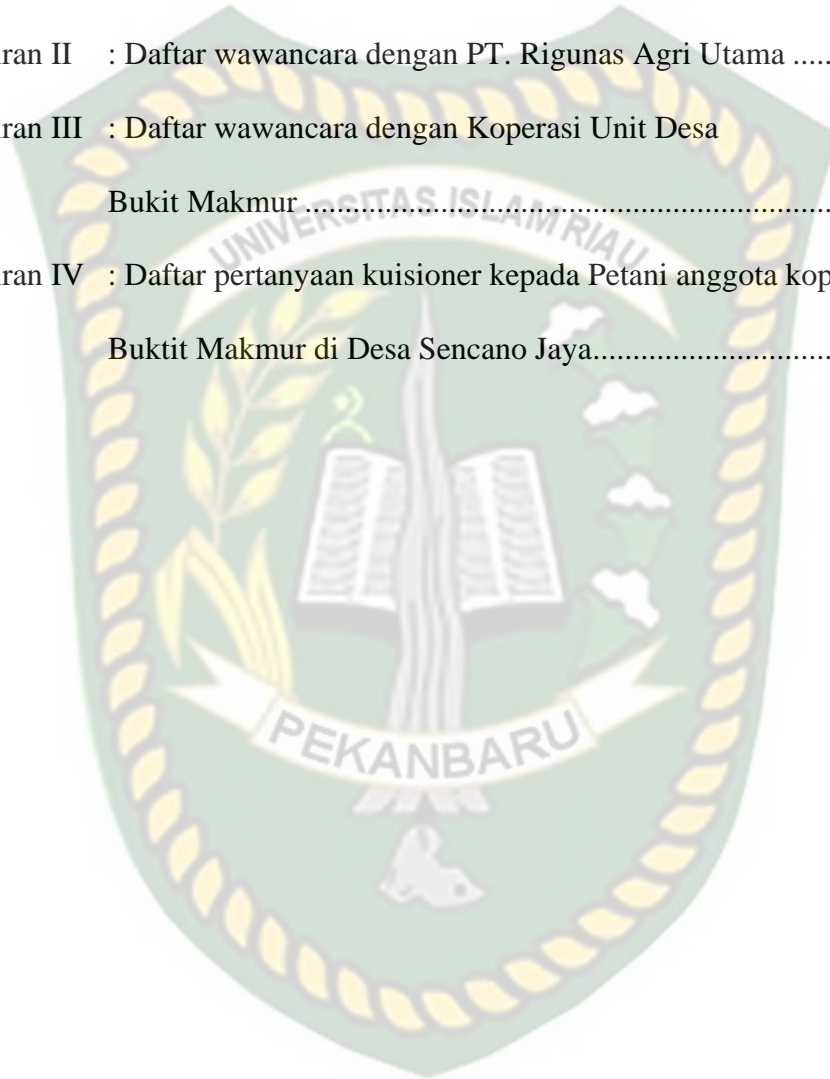 ran II : Daftar wawancara dengan PT. Rigunas Agri Utama .....
ran III : Daftar wawancara dengan Koperasi Unit Desa
Bukit Makmur ..................................................................
UNIVERSITAS ISLAM RIAU
ran IV : Daftar pertanyaan kuisioner kepada Petani anggota kop
Buktit Makmur di Desa Sencano Jaya..............................
PEKANBARU